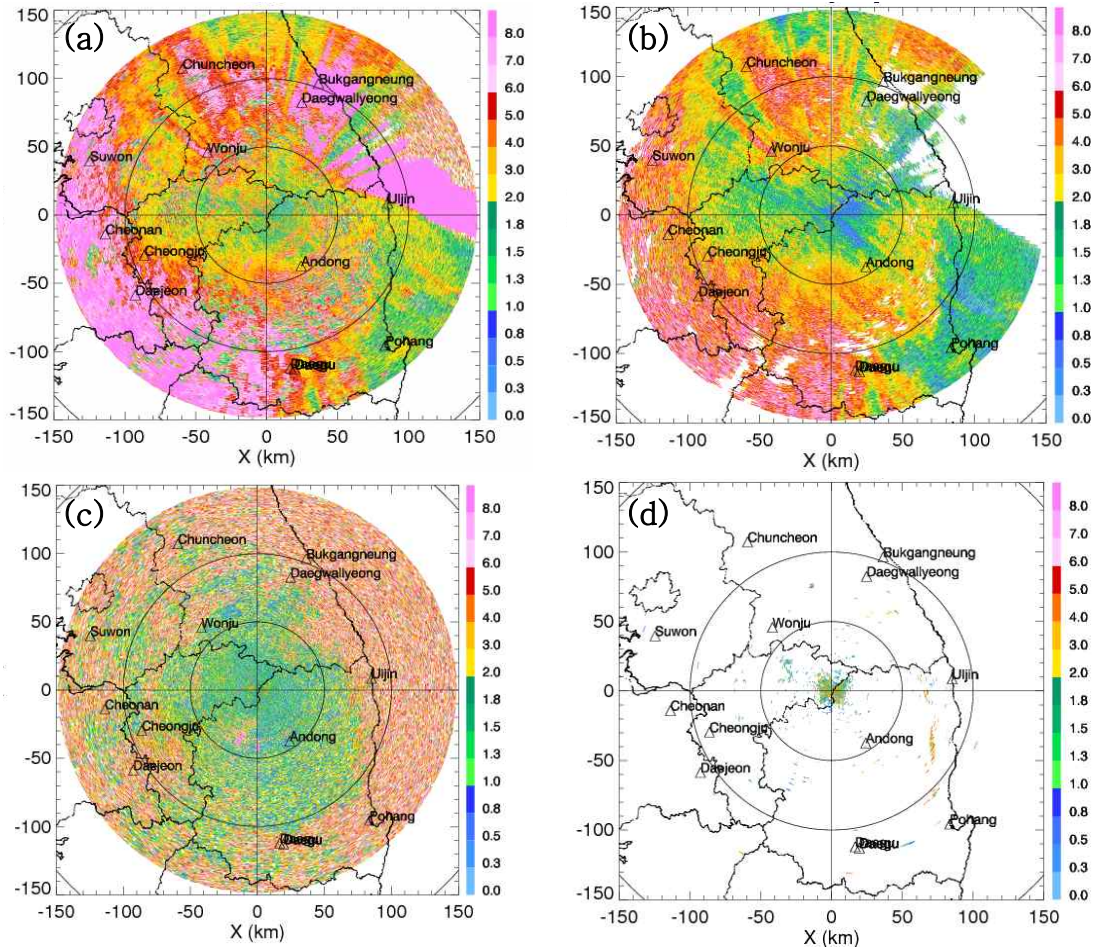 (a)
Chuncheon
Bukgangneung
Daegwallyeong
Wonju
Suwon
Uljin
Cheonan
Cheongju
Andong
Daejeon
Pohang
150
100
50
0
-50
-100
-150
-150 -100 -50 0 50 100 150
X (km)
8.0
7.0
6.0
5.0
4.0
3.0
2.0
1.8
1.5
1.3
1.0
0.8
0.5
0.3
0.0
(b)
Chuncheon
Bukgangneung
Daegwallyeong
Wonju
Suwon
Uljin
Cheonan
Cheongju
Andong
Daejeon
Pohang
150
100
50
0
-50
-100
-150
-150 -100 -50 0 50 100 150
X (km)
8.0
7.0
6.0
5.0
4.0
3.0
2.0
1.8
1.5
1.3
1.0
0.8
0.5
0.3
0.0
(c)
Chuncheon
Bukgangneung
Daegwallyeong
Wonju
Suwon
Uljin
Cheonan
Cheongju
Andong
Daejeon
Pohang
150
100
50
0
-50
-100
-150
-150 -100 -50 0 50 100 150
X (km)
8.0
7.0
6.0
5.0
4.0
3.0
2.0
1.8
1.5
1.3
1.0
0.8
0.5
0.3
0.0
(d)
Chuncheon
Bukgangneung
Daegwallyeong
Wonju
Suwon
Uljin
Cheonan
Cheongju
Andong
Daejeon
Pohang
150
100
50
0
-50
-100
-150
-150 -100 -50 0 50 100 150
X (km)
8.0
7.0
6.0
5.0
4.0
3.0
2.0
1.8
1.5
1.3
1.0
0.8
0.5
0.3
0.0